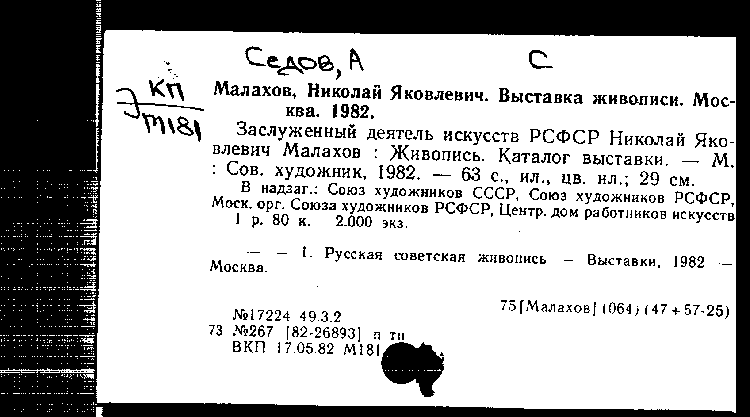 Седов, А С
КП
Э М181
Малахов, Николай Яковлевич. Выставка живописи. Мос-
ква. 1982.
Заслуженный деятель искусств РСФСР Николай Яко-
влевич Малахов : Живопись. Каталог выставки. — М.
: Сов. художник, 1982. — 63 с., ил., цв. ил.; 29 см.
В надзаг.: Союз художников СССР, Союз художников РСФСР,
Моск. орг. Союза художников РСФСР, Центр. дом работников искусств
1 р. 80 к. 2.000 экз.
— — 1. Русская советская живопись — Выставки, 1982 —
Москва.
75[Малахов] (064) (47+57-25)
№17224 49.3.2
73 №267 [82-26893] п тп
ВКП 17.05.82 М181